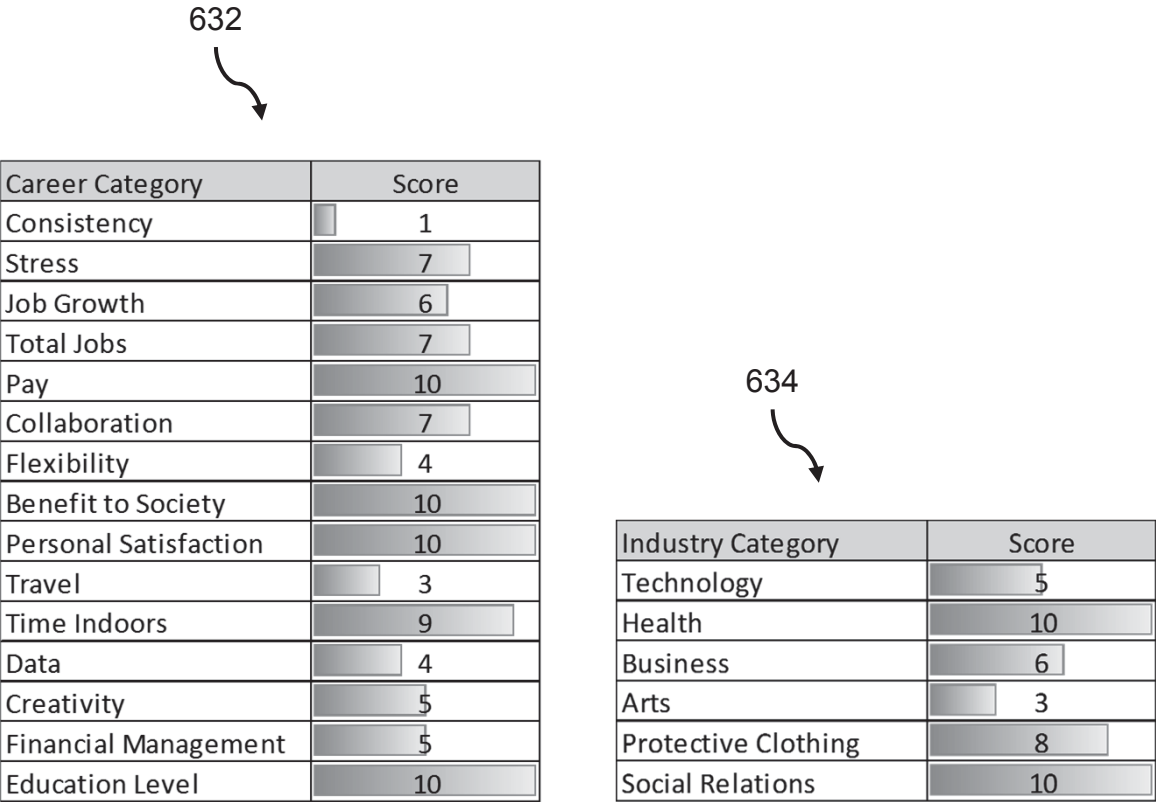 632
Career Category Score
Consistency 1
Stress 7
Job Growth 6
Total Jobs 7
Pay 10
Collaboration 7
Flexibility 4
Benefit to Society 10
Personal Satisfaction 10
Travel 3
Time Indoors 9
Data 4
Creativity 5
Financial Management 5
Education Level 10
634
Industry Category Score
Technology 5
Health 10
Business 6
Arts 3
Protective Clothing 8
Social Relations 10